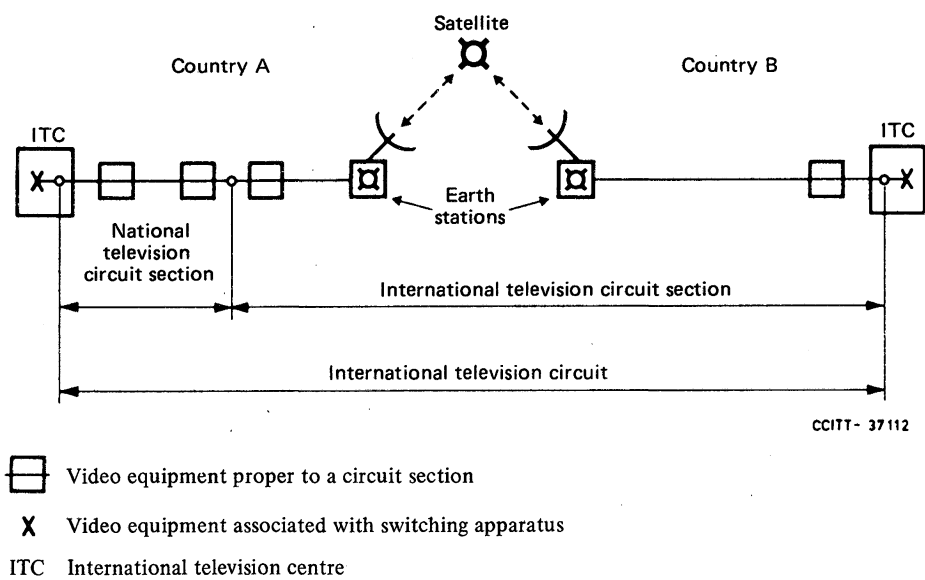 Satellite
Country A
Country B
ITC
ITC
Earth
stations
National
television
circuit section
International television circuit section
International television circuit
CCITT- 37112
Video equipment proper to a circuit section
X Video equipment associated with switching apparatus
ITC International television centre